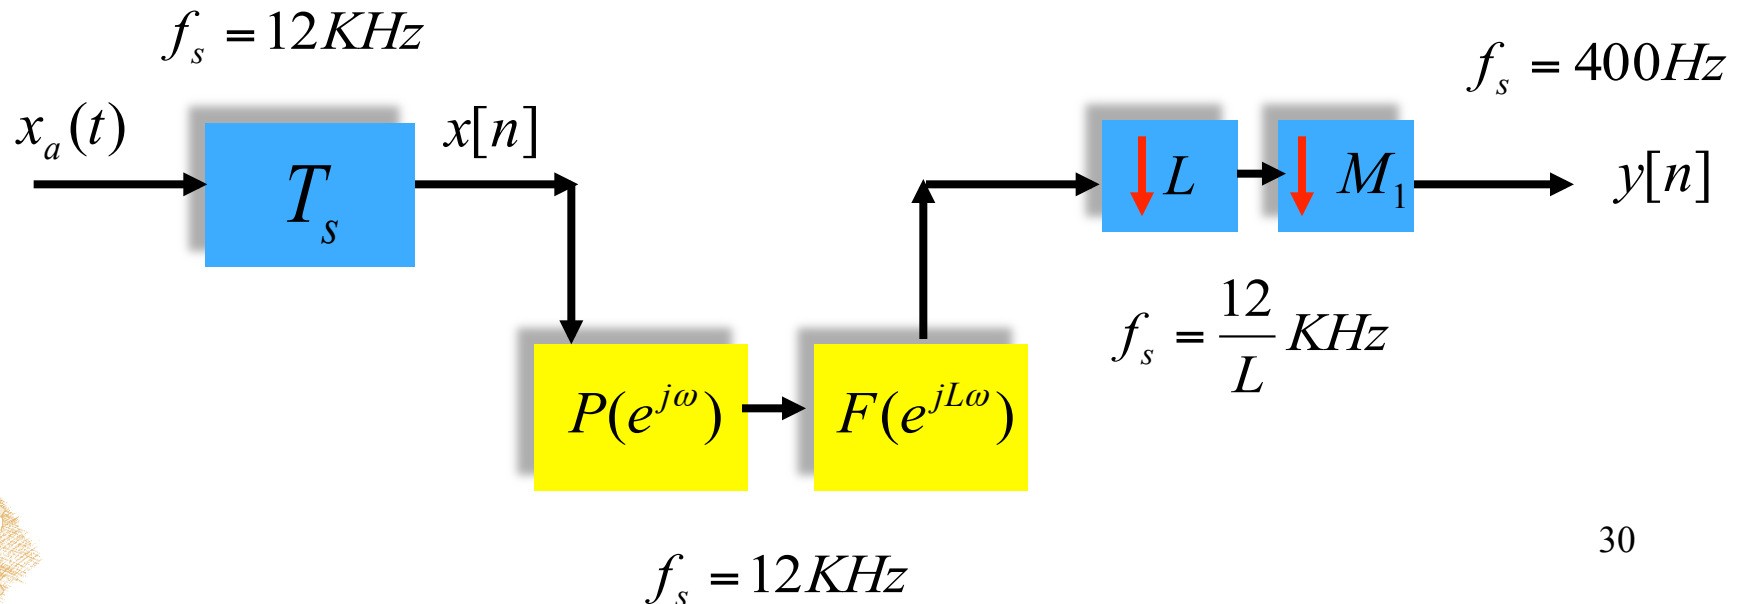 f_s = 12KHz
f_s = 400Hz
x_a(t)
T_s
x[n]
↓ L
↓ M_1
y[n]
f_s = 12/L KHz
P(e^{jω})
F(e^{jLω})
f_s = 12KHz
30